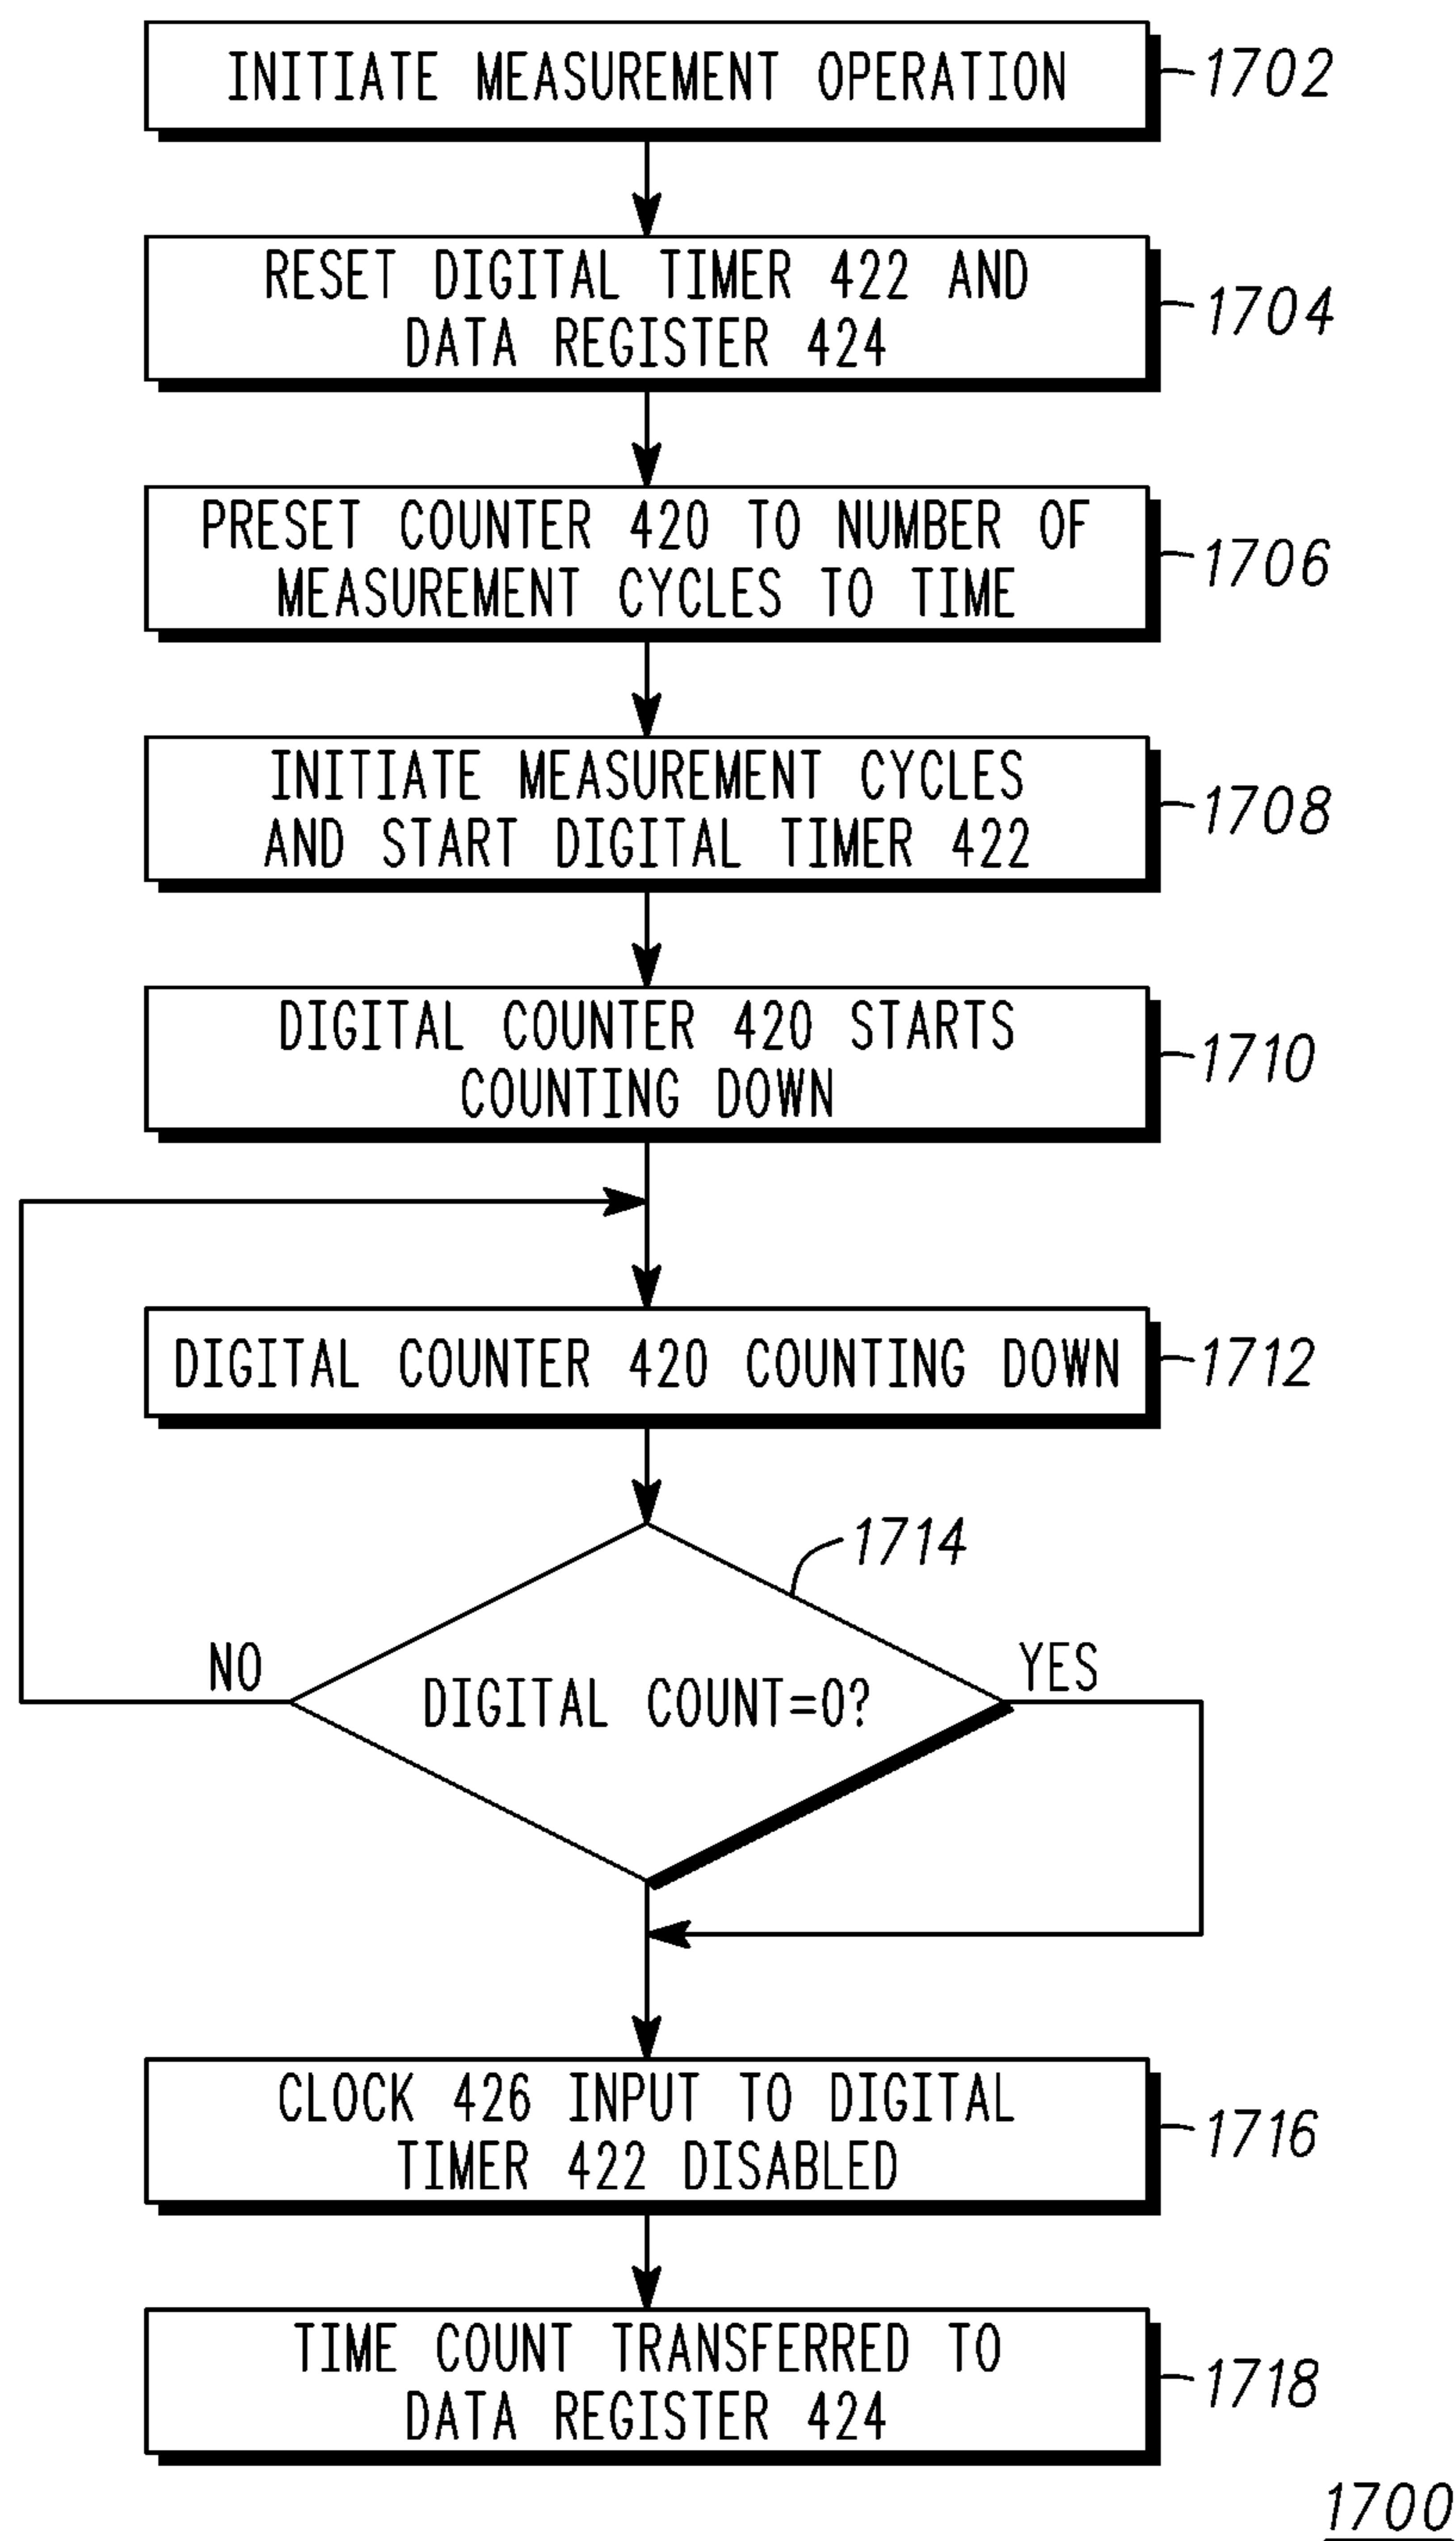 INITIATE MEASUREMENT OPERATION
1702
RESET DIGITAL TIMER 422 AND
DATA REGISTER 424
1704
PRESET COUNTER 420 TO NUMBER OF
MEASUREMENT CYCLES TO TIME
1706
INITIATE MEASUREMENT CYCLES
AND START DIGITAL TIMER 422
1708
DIGITAL COUNTER 420 STARTS
COUNTING DOWN
1710
DIGITAL COUNTER 420 COUNTING DOWN
1712
1714
NO
YES
DIGITAL COUNT=0?
CLOCK 426 INPUT TO DIGITAL
TIMER 422 DISABLED
1716
TIME COUNT TRANSFERRED TO
DATA REGISTER 424
1718
1700